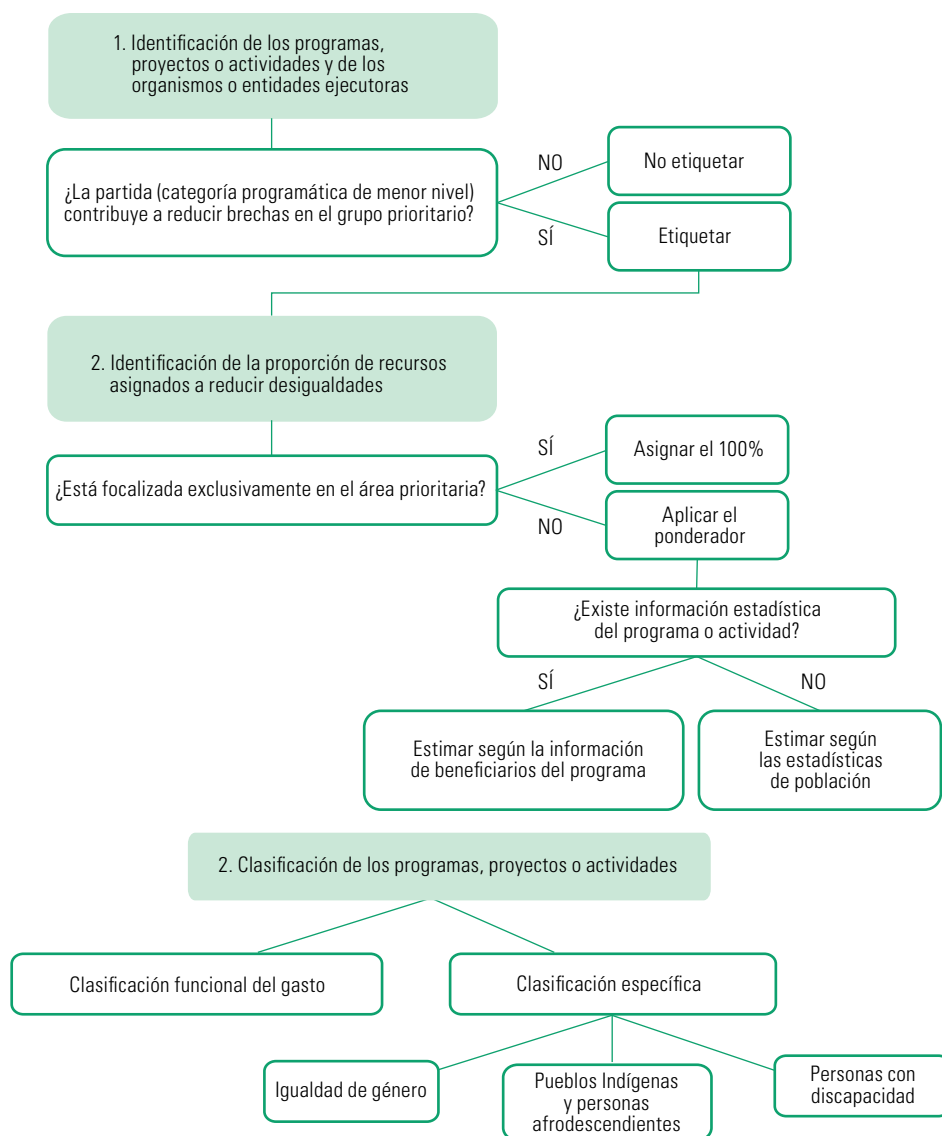 1. Identificación de los programas,
proyectos o actividades y de los
organismos o entidades ejecutoras
¿La partida (categoría programática de menor nivel)
contribuye a reducir brechas en el grupo prioritario?
NO
No etiquetar
SÍ
Etiquetar
2. Identificación de la proporción de recursos
asignados a reducir desigualdades
¿Está focalizada exclusivamente en el área prioritaria?
SÍ
Asignar el 100%
NO
Aplicar el
ponderador
¿Existe información estadística
del programa o actividad?
SÍ
NO
Estimar según la información
de beneficiarios del programa
Estimar según
las estadísticas
de población
2. Clasificación de los programas, proyectos o actividades
Clasificación funcional del gasto
Clasificación específica
Igualdad de género
Pueblos Indígenas
y personas
afrodescendientes
Personas con
discapacidad